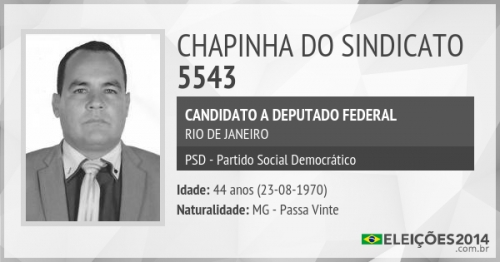 CHAPINHA DO SINDICATO
5543
CANDIDATO A DEPUTADO FEDERAL
RIO DE JANEIRO
PSD - Partido Social Democrático
Idade: 44 anos (23-08-1970)
Naturalidade: MG - Passa Vinte
ELEIÇÕES2014
.com.br